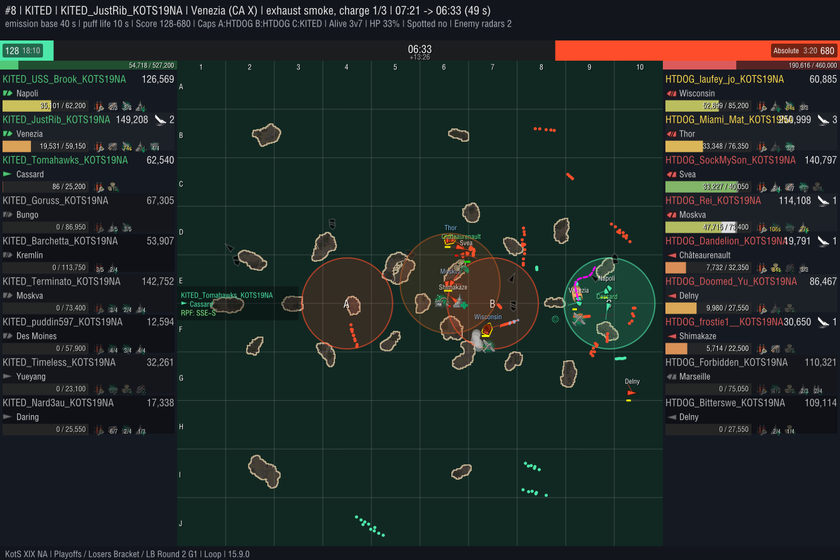 #8 | KITED | KITED_JustRib_KOTS19NA | Venezia (CA X) | exhaust smoke, charge 1/3 | 07:21 -> 06:33 (49 s)
emission base 40 s | puff life 10 s | Score 128-680 | Caps A:HTDOG B:HTDOG C:KITED | Alive 3v7 | HP 33% | Spotted no | Enemy radars 2
128 18:10
06:33
+13:26
Absolute 3:20 680
54,718 / 527,200
190,616 / 460,000
KITED_USS_Brook_KOTS19NA 126,569
Napoli
KITED_JustRib_KOTS19NA 149,208 2
Venezia
19,531 / 59,150
KITED_Tomahawks_KOTS19NA 62,540
Cassard
86 / 25,200
KITED_Goruss_KOTS19NA 67,305
Bungo
0 / 86,950
KITED_Barchetta_KOTS19NA 53,907
Kremlin
0 / 113,750
KITED_Terminato_KOTS19NA 142,752
Moskva
0 / 73,400
KITED_puddin597_KOTS19NA 12,594
Des Moines
0 / 57,900
KITED_Timeless_KOTS19NA 32,261
Yueyang
0 / 23,100
KITED_Nard3au_KOTS19NA 17,338
Daring
0 / 25,550
1 2 3 4 5 6 7 8 9 10
A
B
C
D
E
F
G
H
I
J
Thor
Châteaurenault
Svea
Shimakaze
Wisconsin
Napoli
Cassard
Delny
A
B
KITED_Tomahawks_KOTS19NA
Cassard
RPF: SSE-S
HTDOG_laufey_jo_KOTS19NA 60,885
Wisconsin
HTDOG_Miami_Mat_KOTS19NA 3
Thor
33,348 / 76,350
HTDOG_SockMySon_KOTS19NA 140,797
Svea
HTDOG_Rei_KOTS19NA 114,108 1
Moskva
HTDOG_Dandelion_KOTS19NA 1
Châteaurenault
7,732 / 32,350
HTDOG_Doomed_Yu_KOTS19NA 86,467
Delny
9,980 / 27,550
HTDOG_frostie1__KOTS19NA 30,650 1
Shimakaze
5,714 / 22,500
HTDOG_Forbidden_KOTS19NA 110,321
Marseille
0 / 75,050
HTDOG_Bitterswe_KOTS19NA 109,114
Delny
0 / 27,550
KotS XIX NA | Playoffs / Losers Bracket / LB Round 2 G1 | Loop | 15.9.0